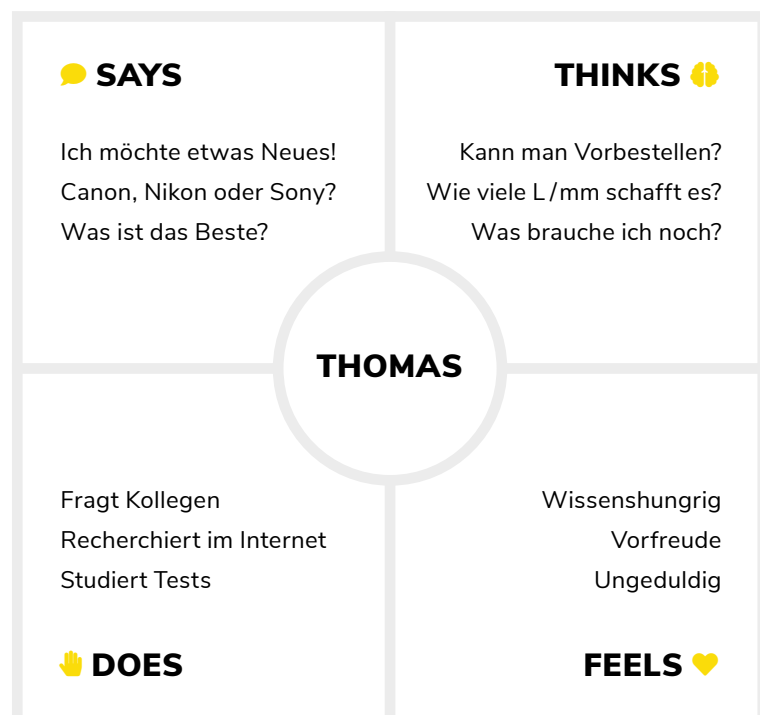 SAYS
Ich möchte etwas Neues!
Canon, Nikon oder Sony?
Was ist das Beste?
THINKS
Kann man Vorbestellen?
Wie viele L/mm schafft es?
Was brauche ich noch?
THOMAS
Fragt Kollegen
Recherchiert im Internet
Studiert Tests
DOES
Wissenshungrig
Vorfreude
Ungeduldig
FEELS